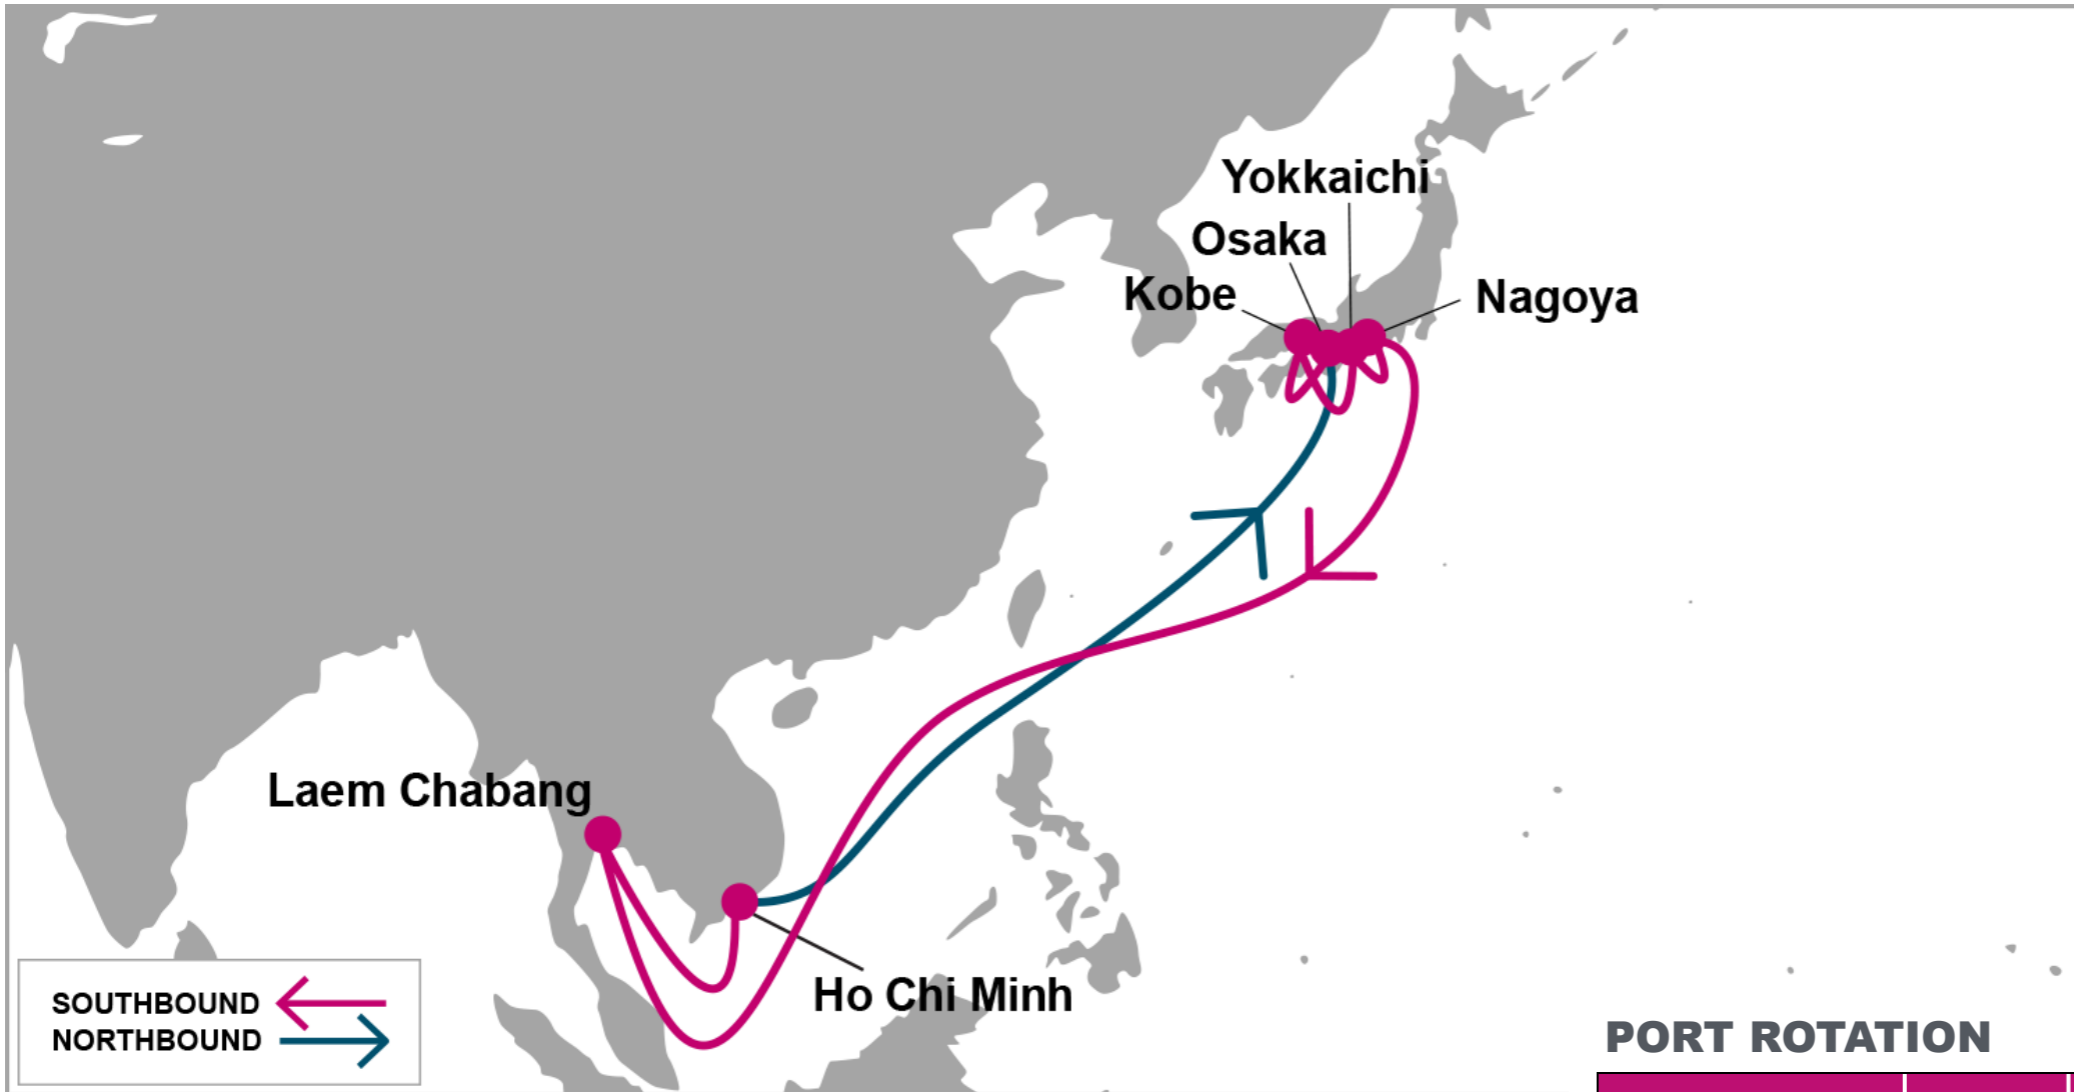 Yokkaichi
Osaka
Kobe
Nagoya
Laem Chabang
Ho Chi Minh
SOUTHBOUND
NORTHBOUND
PORT ROTATION